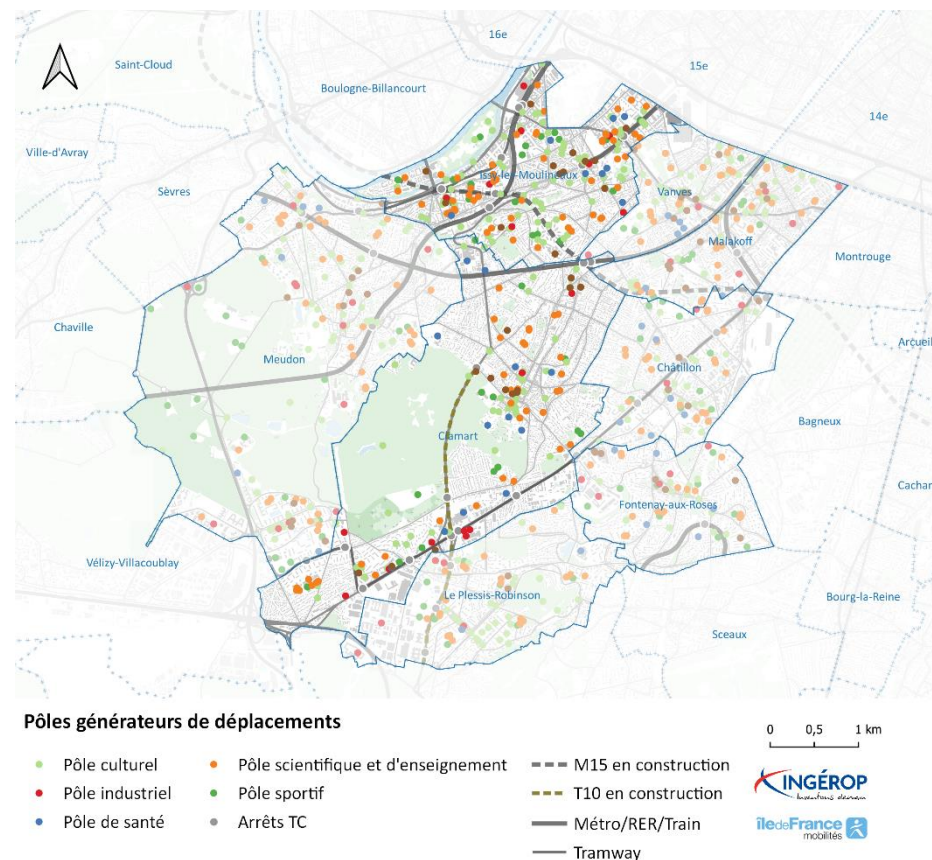 16e
Saint-Cloud
15e
Boulogne-Billancourt
14e
Ville-d'Avray
Sèvres
Issy-les-Moulineaux
Vanves
Malakoff
Montrouge
Chaville
Arcueil
Meudon
Châtillon
Bagneux
Clamart
Cachan
Fontenay-aux-Roses
Vélizy-Villacoublay
Le Plessis-Robinson
Bourg-la-Reine
Sceaux
Pôles générateurs de déplacements
0 0,5 1 km
Pôle culturel
Pôle scientifique et d'enseignement
M15 en construction
Pôle industriel
Pôle sportif
T10 en construction
Pôle de santé
Arrêts TC
Métro/RER/Train
Tramway
INGÉROP
Inventons demain
îledeFrance
mobilités